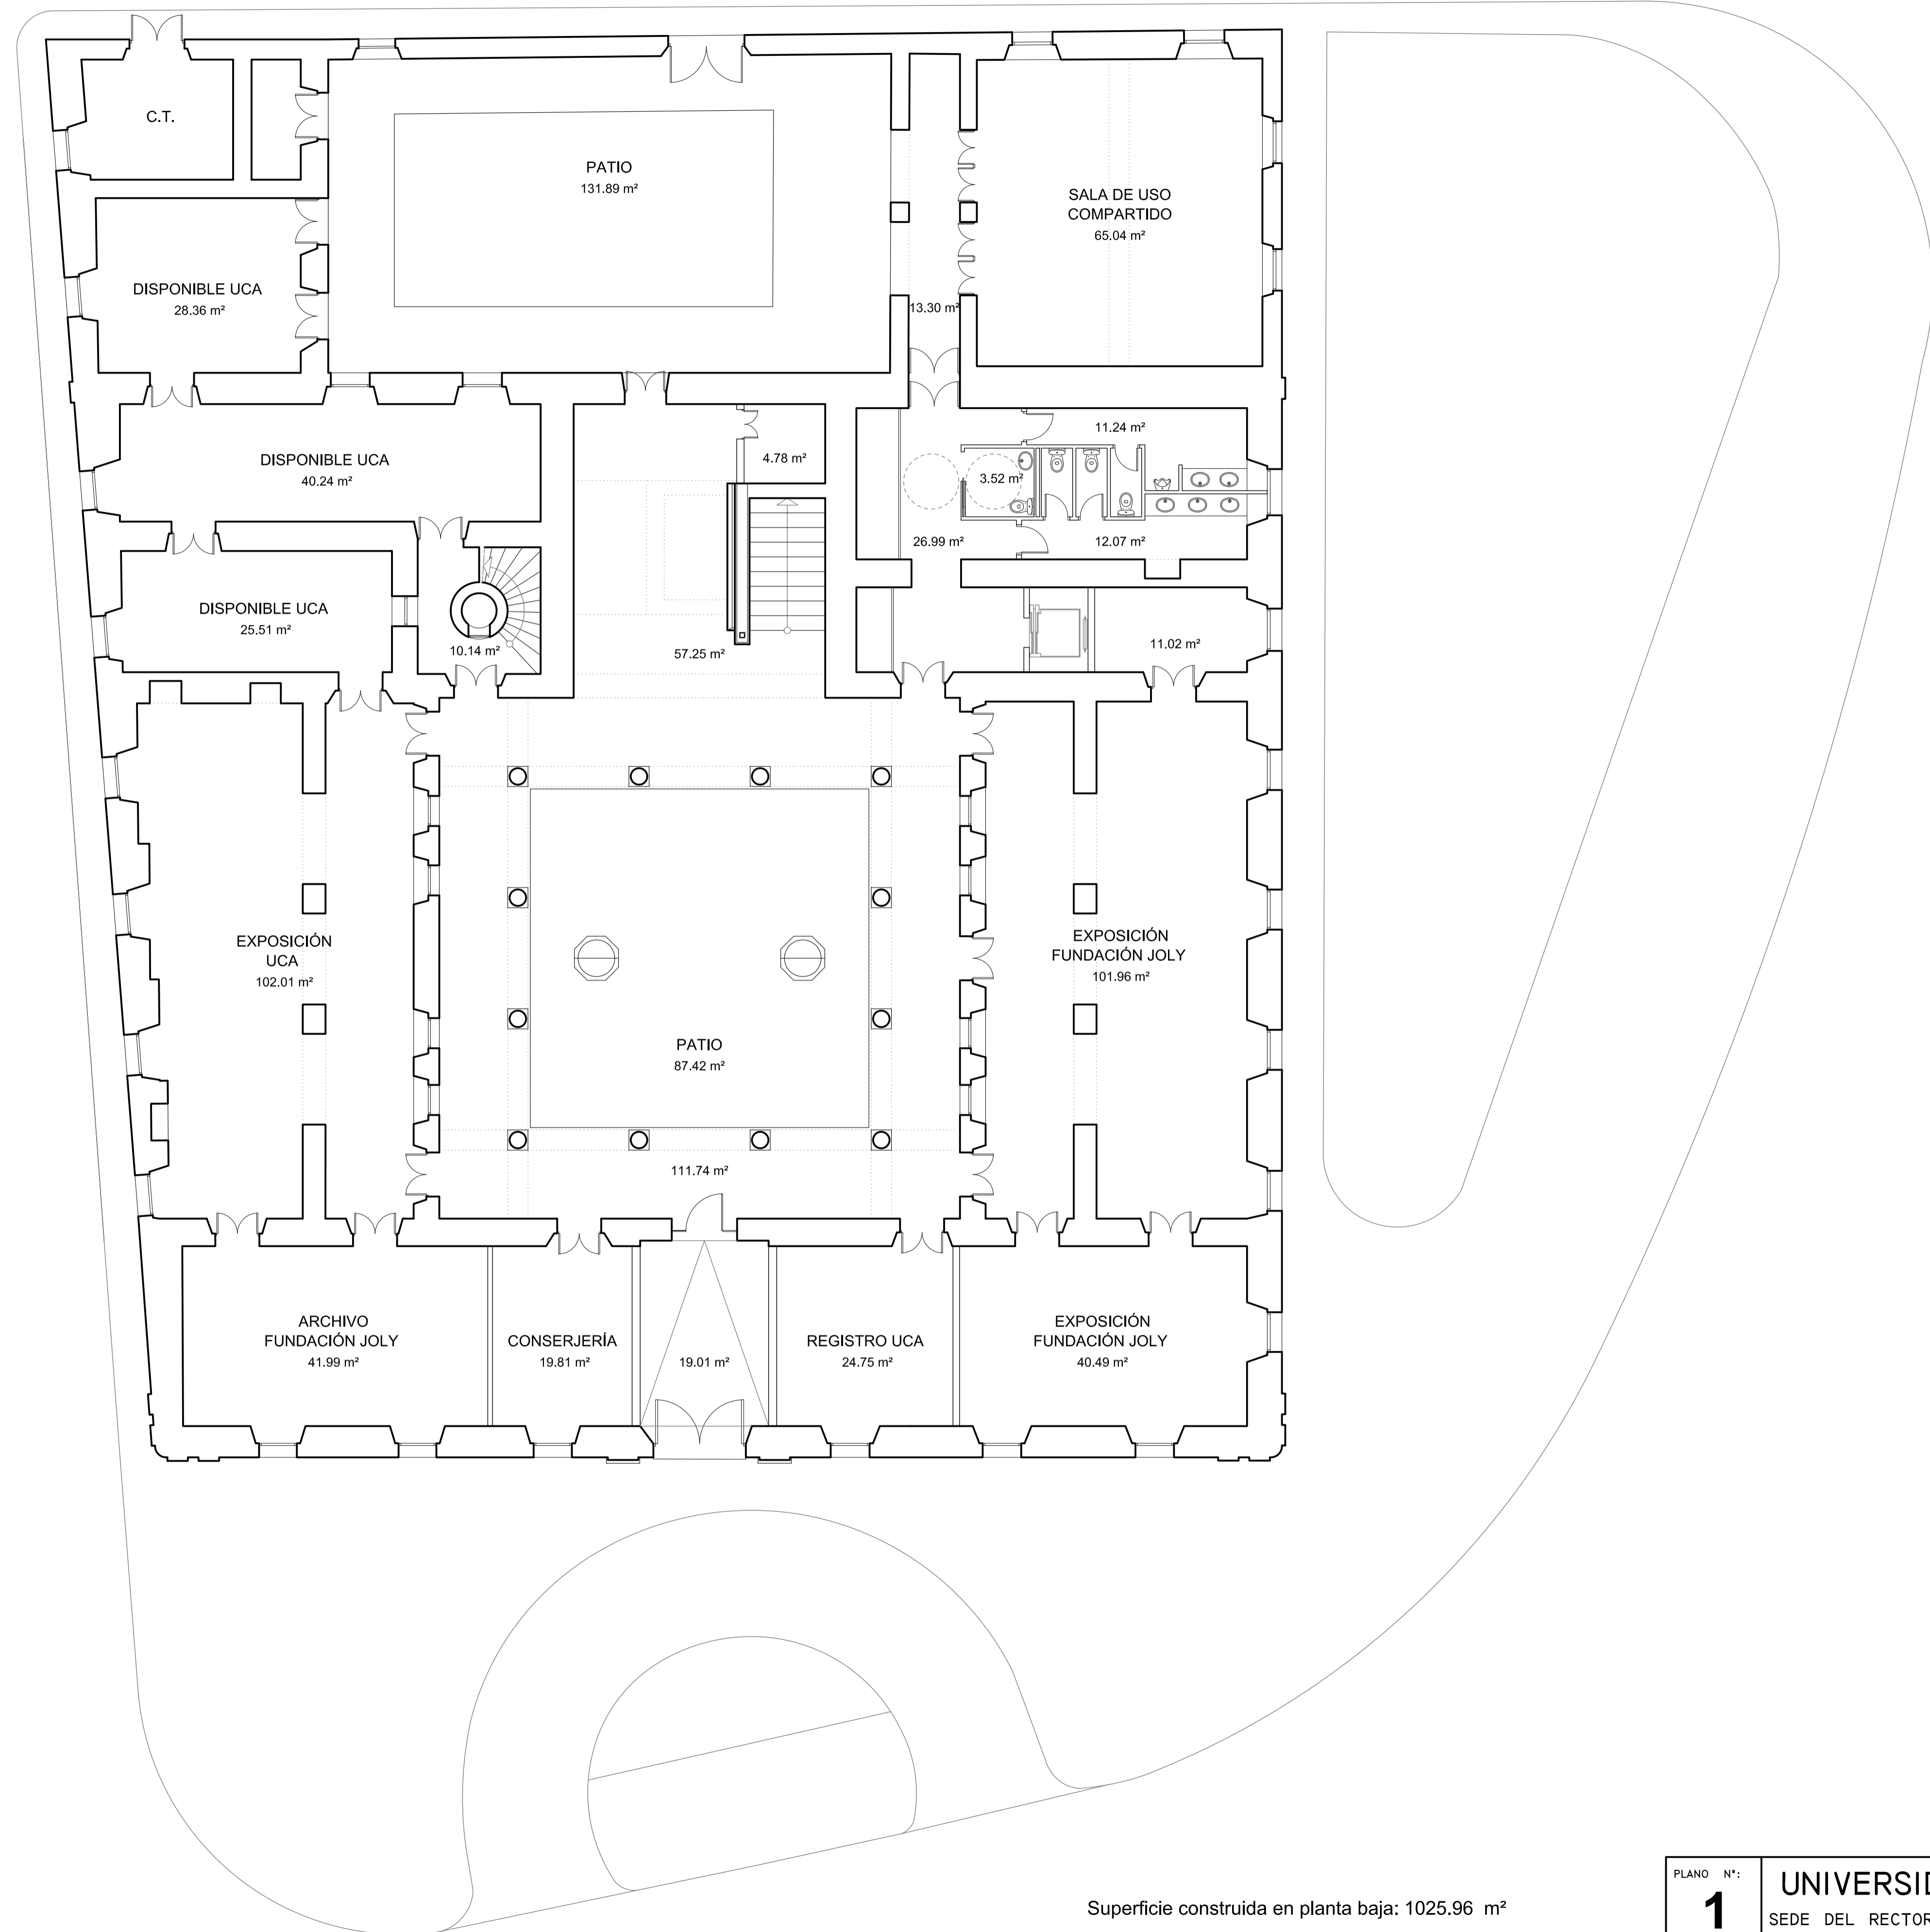 C.T.
PATIO
131.89 m²
SALA DE USO
COMPARTIDO
65.04 m²
DISPONIBLE UCA
28.36 m²
13.30 m²
DISPONIBLE UCA
40.24 m²
4.78 m²
11.24 m²
3.52 m²
26.99 m²
12.07 m²
DISPONIBLE UCA
25.51 m²
10.14 m²
57.25 m²
11.02 m²
EXPOSICIÓN
UCA
102.01 m²
EXPOSICIÓN
FUNDACIÓN JOLY
101.96 m²
PATIO
87.42 m²
111.74 m²
ARCHIVO
FUNDACIÓN JOLY
41.99 m²
CONSERJERÍA
19.81 m²
19.01 m²
REGISTRO UCA
24.75 m²
EXPOSICIÓN
FUNDACIÓN JOLY
40.49 m²
Superficie construida en planta baja: 1025.96 m²
PLANO Nº:
1
UNIVERSID
SEDE DEL RECTOR